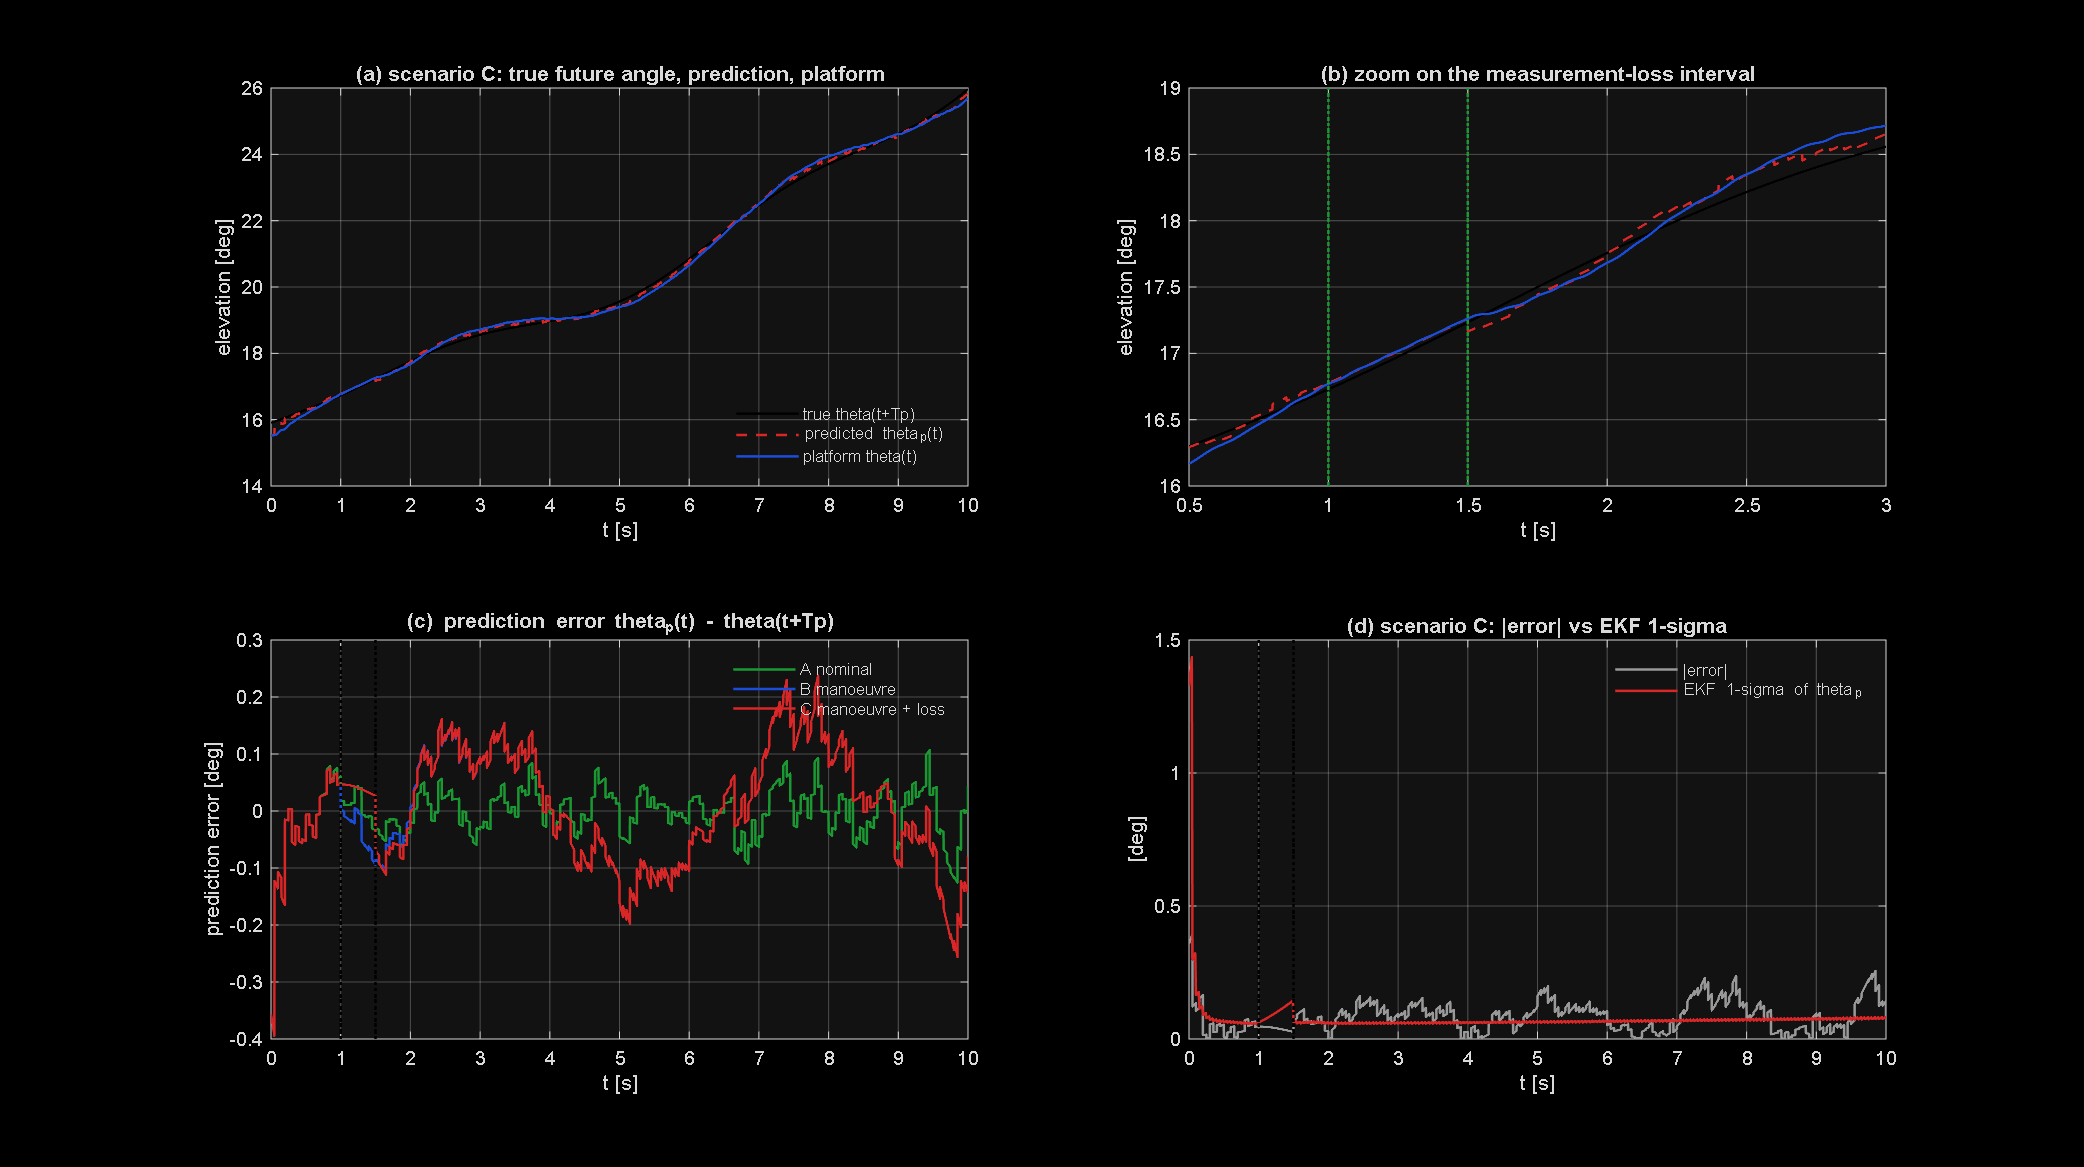 (a) scenario C: true future angle, prediction, platform
26
24
22
20
18
16
14
elevation [deg]
true theta(t+Tp)
predicted thetap(t)
platform theta(t)
0 1 2 3 4 5 6 7 8 9 10
t [s]
(b) zoom on the measurement-loss interval
19
18.5
18
17.5
17
16.5
16
elevation [deg]
0.5 1 1.5 2 2.5 3
t [s]
(c) prediction error thetap(t) - theta(t+Tp)
0.3
0.2
0.1
0
-0.1
-0.2
-0.3
-0.4
prediction error [deg]
A nominal
B manoeuvre
C manoeuvre + loss
0 1 2 3 4 5 6 7 8 9 10
t [s]
(d) scenario C: |error| vs EKF 1-sigma
1.5
1
0.5
0
[deg]
|error|
EKF 1-sigma of thetap
0 1 2 3 4 5 6 7 8 9 10
t [s]